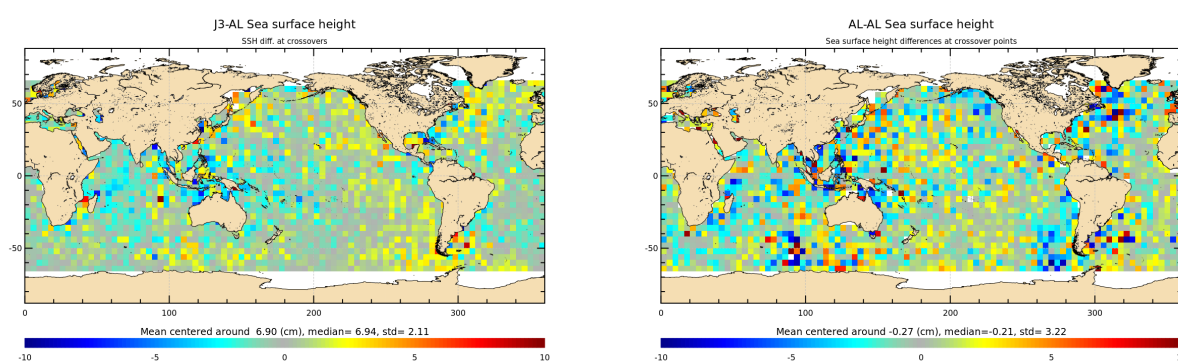 J3-AL Sea surface height
SSH diff. at crossovers
50
0
-50
0 100 200 300
Mean centered around 6.90 (cm), median= 6.94, std= 2.11
-10 -5 0 5 10
AL-AL Sea surface height
Sea surface height differences at crossover points
50
0
-50
0 100 200 300
Mean centered around -0.27 (cm), median=-0.21, std= 3.22
-10 -5 0 5